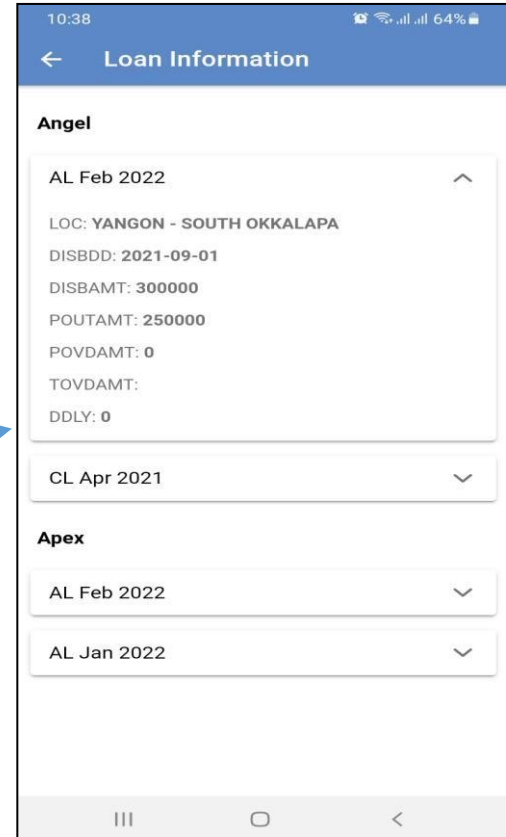 10:38 64%
Loan Information
Angel
AL Feb 2022
LOC: YANGON - SOUTH OKKALAPA
DISBDD: 2021-09-01
DISBAMT: 300000
POUTAMT: 250000
POVDAMT: 0
TOVDAMT:
DDLY: 0
CL Apr 2021
Apex
AL Feb 2022
AL Jan 2022